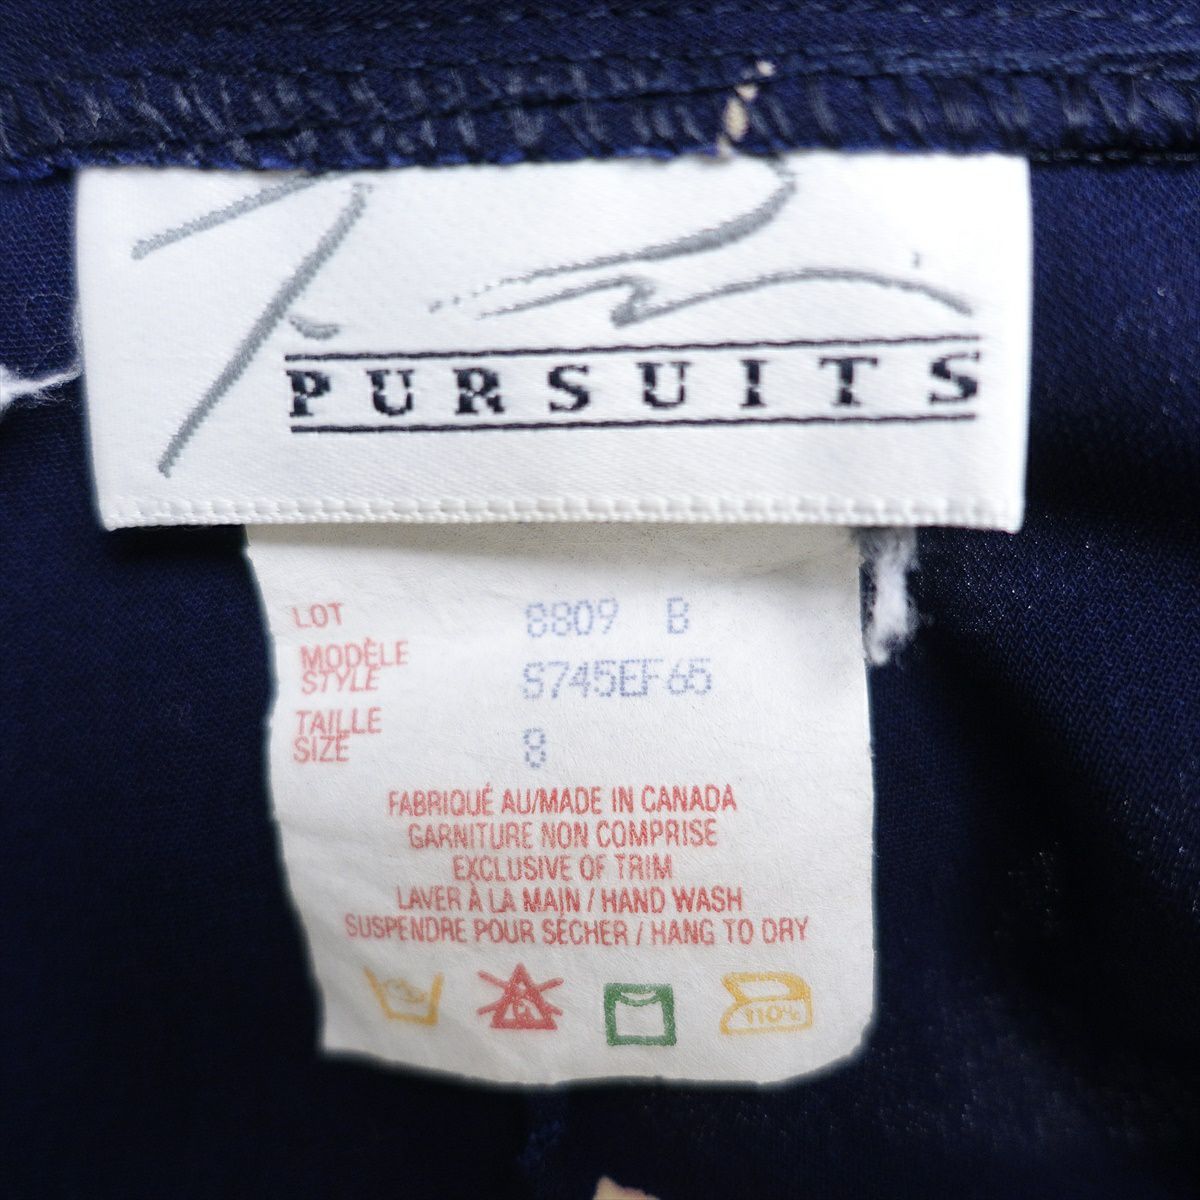 PURSUITS
LOT 8809 B
MODÈLE
STYLE S745EF65
TAILLE
SIZE 8
FABRIQUÉ AU/MADE IN CANADA
GARNITURE NON COMPRISE
EXCLUSIVE OF TRIM
LAVER À LA MAIN / HAND WASH
SUSPENDRE POUR SÉCHER / HANG TO DRY
110°